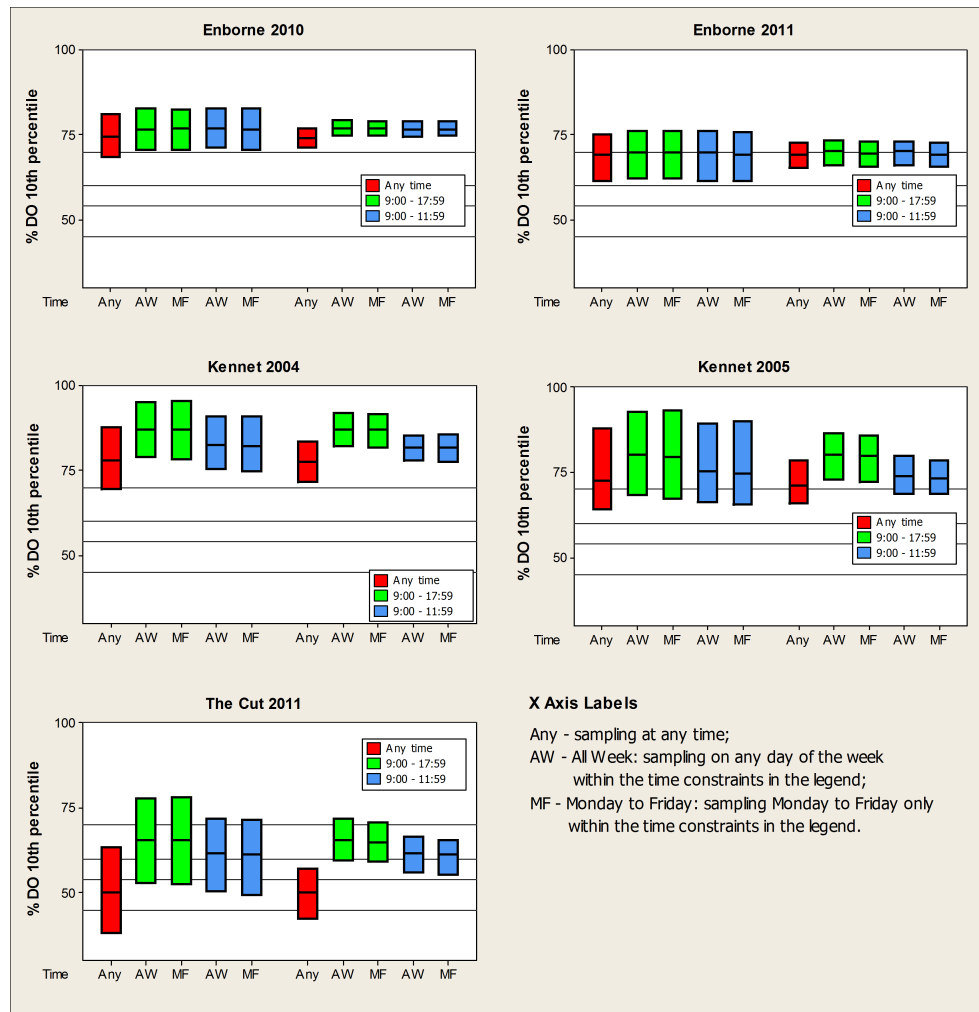 Enborne 2010
100
75
50
% DO 10th percentile
Any time
9:00 - 17:59
9:00 - 11:59
Time Any AW MF AW MF Any AW MF AW MF
Enborne 2011
100
75
50
% DO 10th percentile
Any time
9:00 - 17:59
9:00 - 11:59
Time Any AW MF AW MF Any AW MF AW MF
Kennet 2004
100
75
50
% DO 10th percentile
Any time
9:00 - 17:59
9:00 - 11:59
Time Any AW MF AW MF Any AW MF AW MF
Kennet 2005
100
75
50
% DO 10th percentile
Any time
9:00 - 17:59
9:00 - 11:59
Time Any AW MF AW MF Any AW MF AW MF
The Cut 2011
100
75
50
% DO 10th percentile
Any time
9:00 - 17:59
9:00 - 11:59
Time Any AW MF AW MF Any AW MF AW MF
X Axis Labels
Any - sampling at any time;
AW - All Week: sampling on any day of the week
within the time constraints in the legend;
MF - Monday to Friday: sampling Monday to Friday only
within the time constraints in the legend.